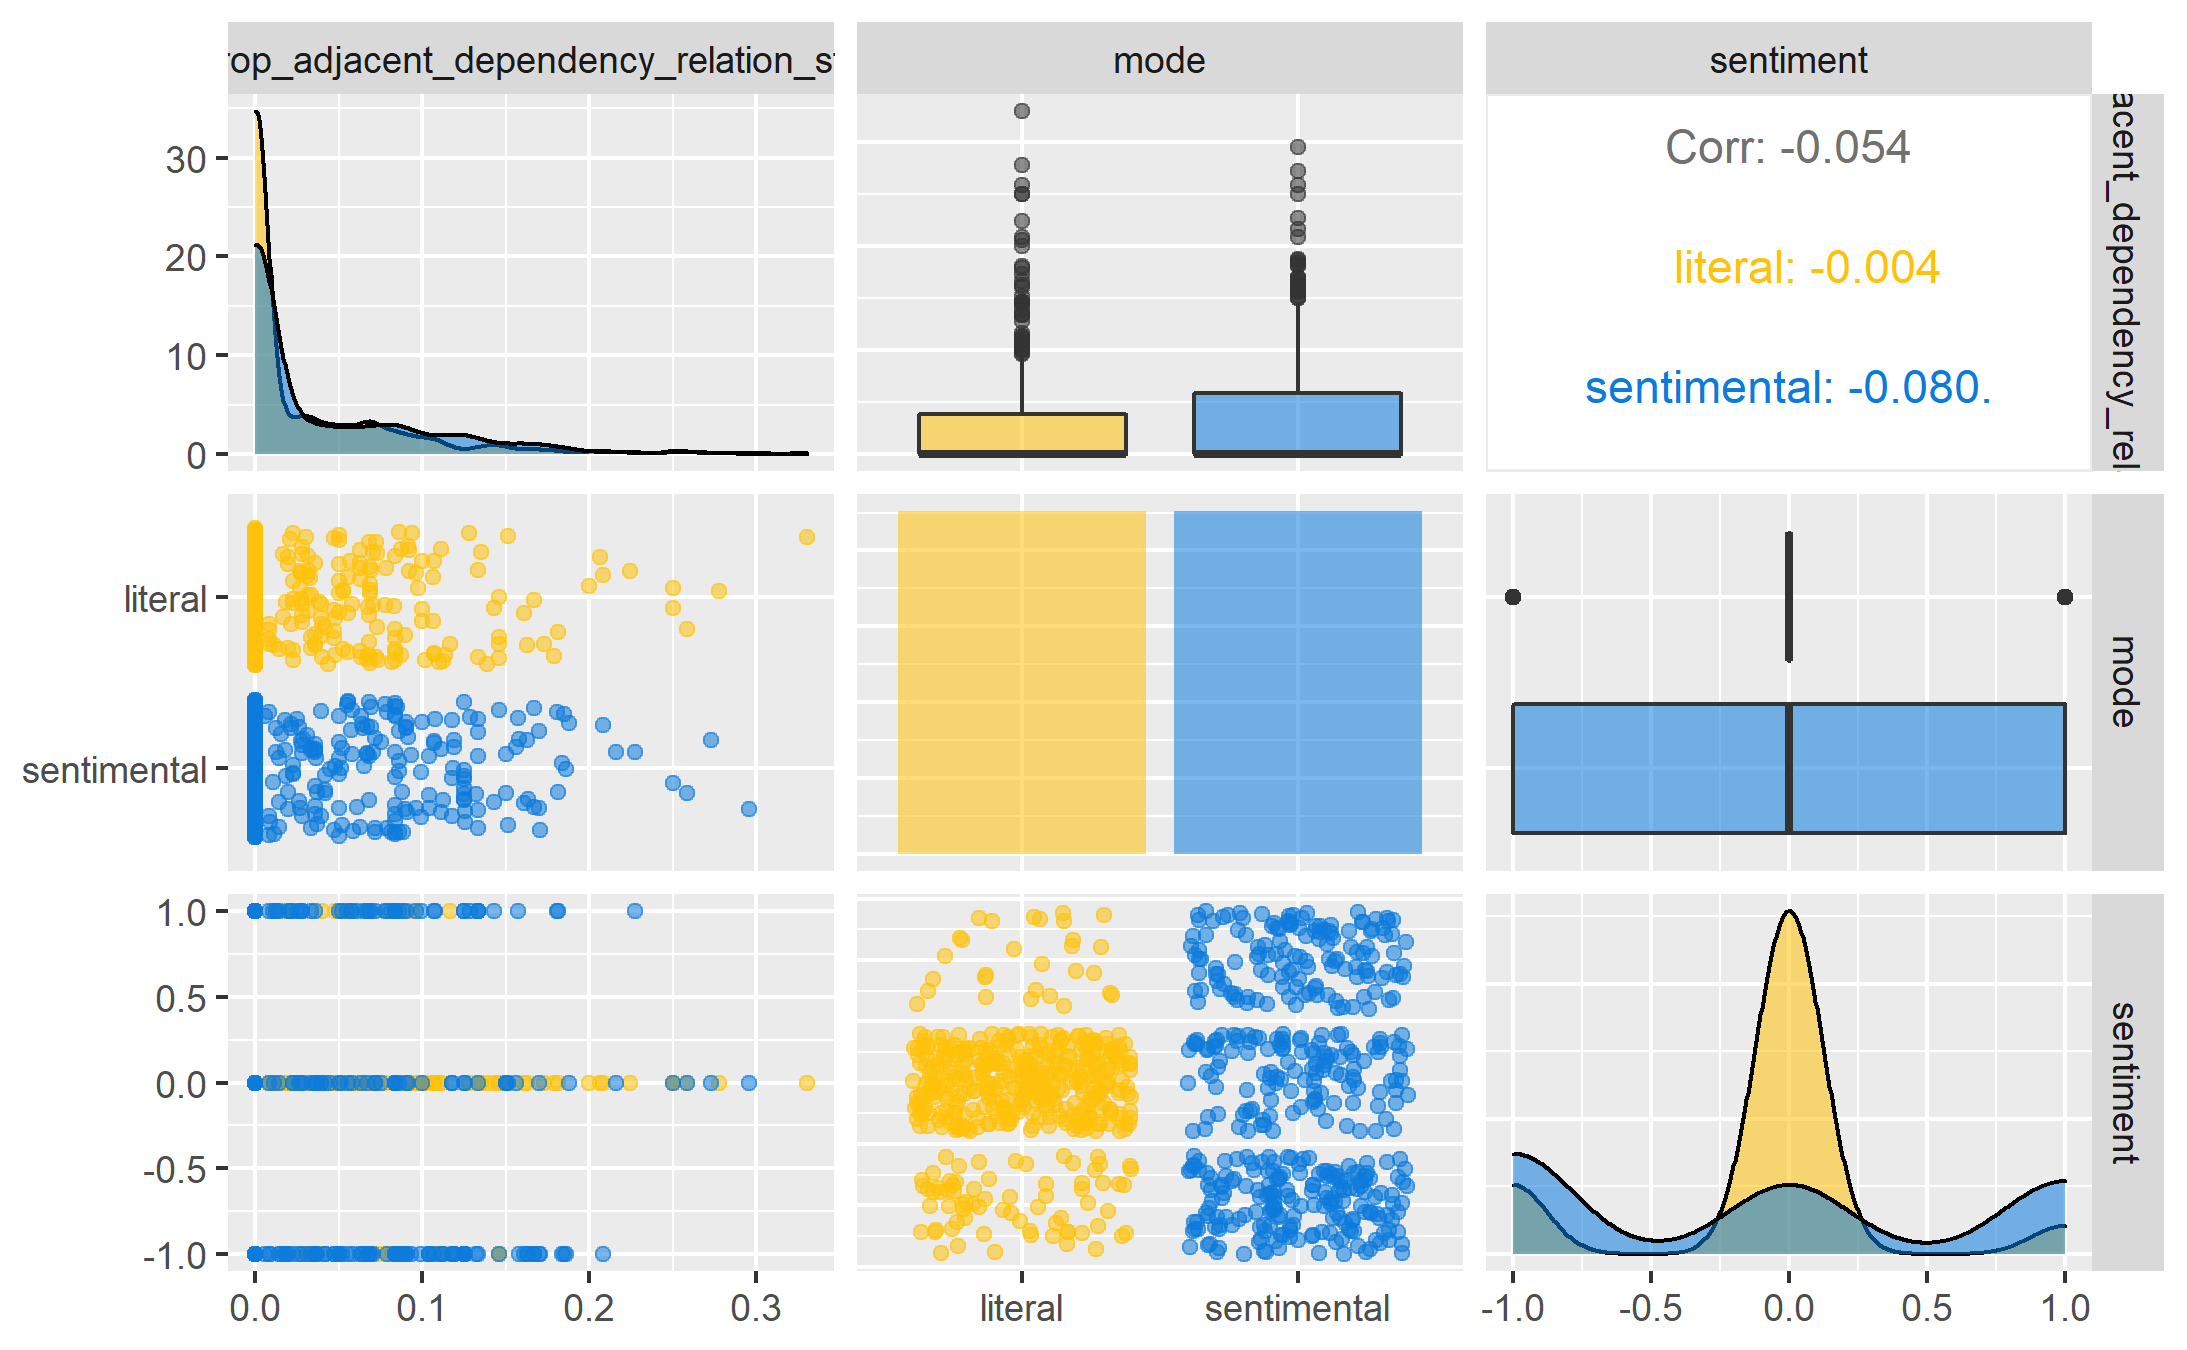 rop_adjacent_dependency_relation_s
mode
sentiment
30
20
10
0
Corr: -0.054
literal: -0.004
sentimental: -0.080.
acent_dependency_rel
literal
sentimental
mode
1.0
0.5
0.0
-0.5
-1.0
sentiment
0.0 0.1 0.2 0.3
literal sentimental
-1.0 -0.5 0.0 0.5 1.0